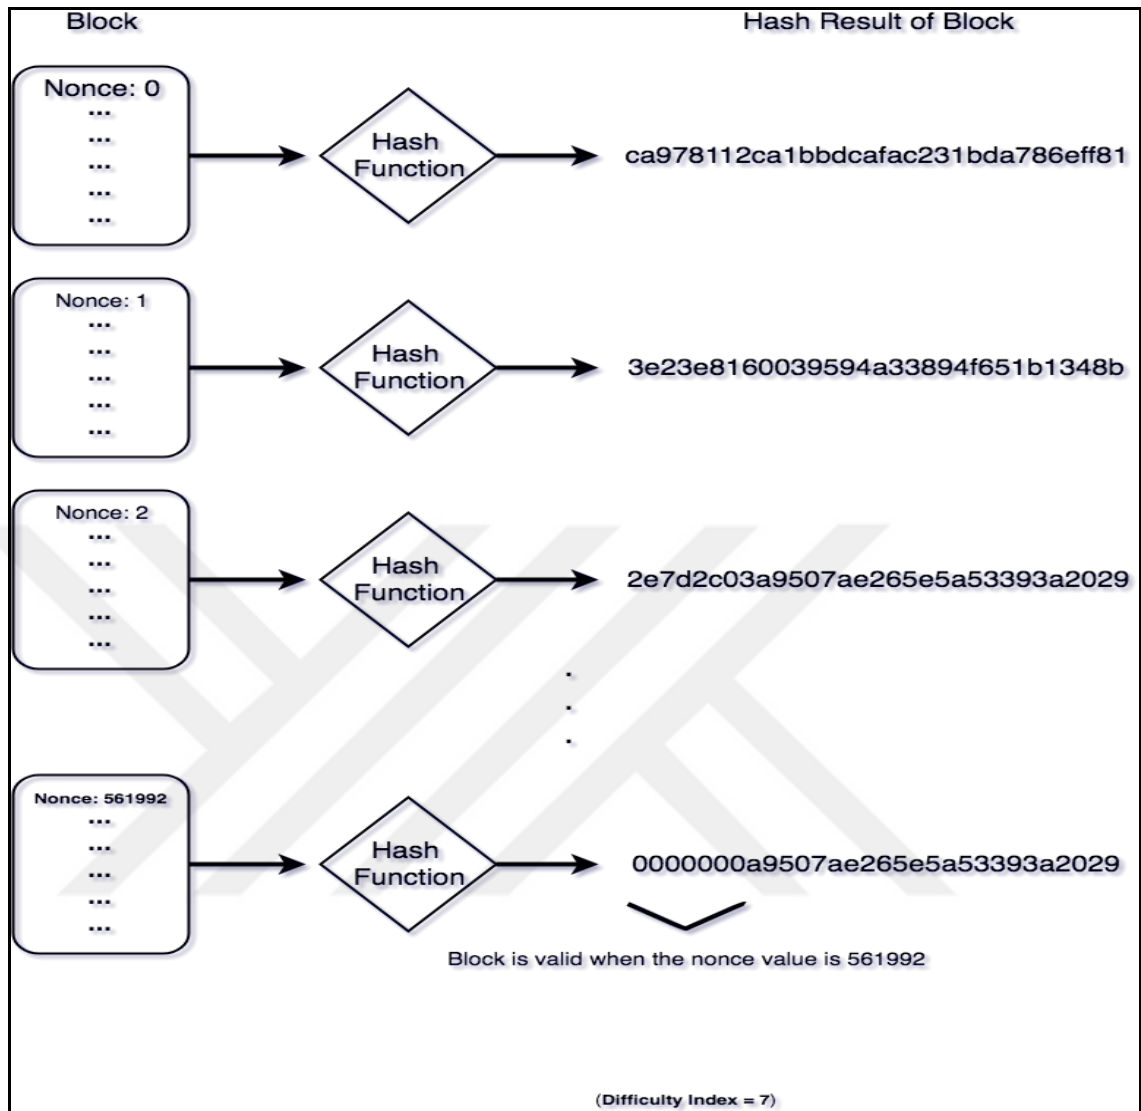 Block
Hash Result of Block
Nonce: 0
...
...
...
...
...
Hash
Function
ca978112ca1bbdcafac231bda786eff81
Nonce: 1
...
...
...
...
...
Hash
Function
3e23e8160039594a33894f651b1348b
Nonce: 2
...
...
...
...
...
Hash
Function
2e7d2c03a9507ae265e5a53393a2029
.
.
.
Nonce: 561992
...
...
...
...
...
Hash
Function
0000000a9507ae265e5a53393a2029
Block is valid when the nonce value is 561992
(Difficulty Index = 7)